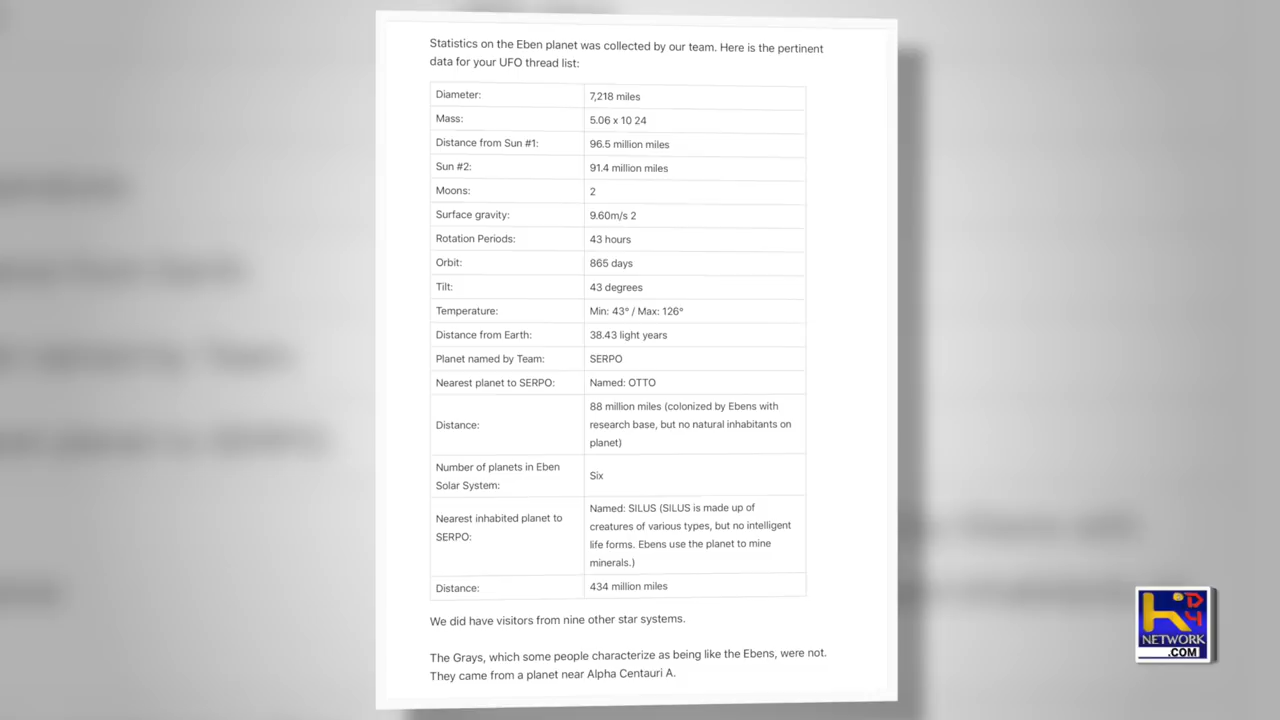 Statistics on the Eben planet was collected by our team. Here is the pertinent
data for your UFO thread list:
Diameter: 7,218 miles
Mass: 5.06 x 10 24
Distance from Sun #1: 96.5 million miles
Sun #2: 91.4 million miles
Moons: 2
Surface gravity: 9.60m/s 2
Rotation Periods: 43 hours
Orbit: 865 days
Tilt: 43 degrees
Temperature: Min: 43° / Max: 126°
Distance from Earth: 38.43 light years
Planet named by Team: SERPO
Nearest planet to SERPO: Named: OTTO
Distance:
88 million miles (colonized by Ebens with
research base, but no natural inhabitants on
planet)
Number of planets in Eben
Solar System:
Six
Nearest inhabited planet to
SERPO:
Named: SILUS (SILUS is made up of
creatures of various types, but no intelligent
life forms. Ebens use the planet to mine
minerals.)
Distance: 434 million miles
We did have visitors from nine other star systems.
The Grays, which some people characterize as being like the Ebens, were not.
They came from a planet near Alpha Centauri A.
D
4
NETWORK
.COM